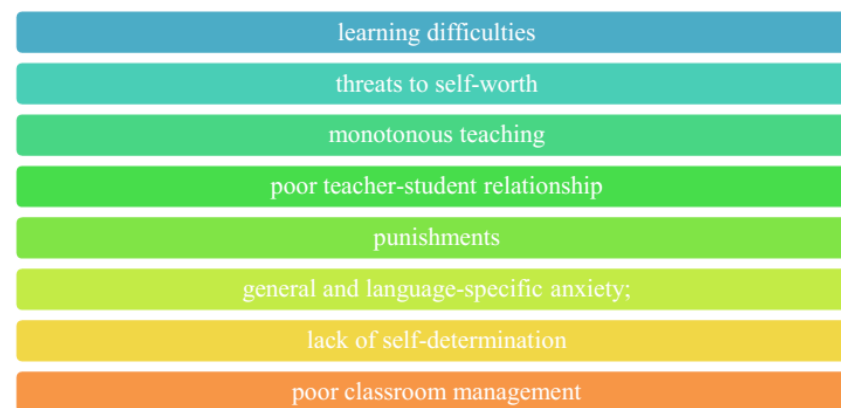 learning difficulties
threats to self-worth
monotonous teaching
poor teacher-student relationship
punishments
general and language-specific anxiety;
lack of self-determination
poor classroom management